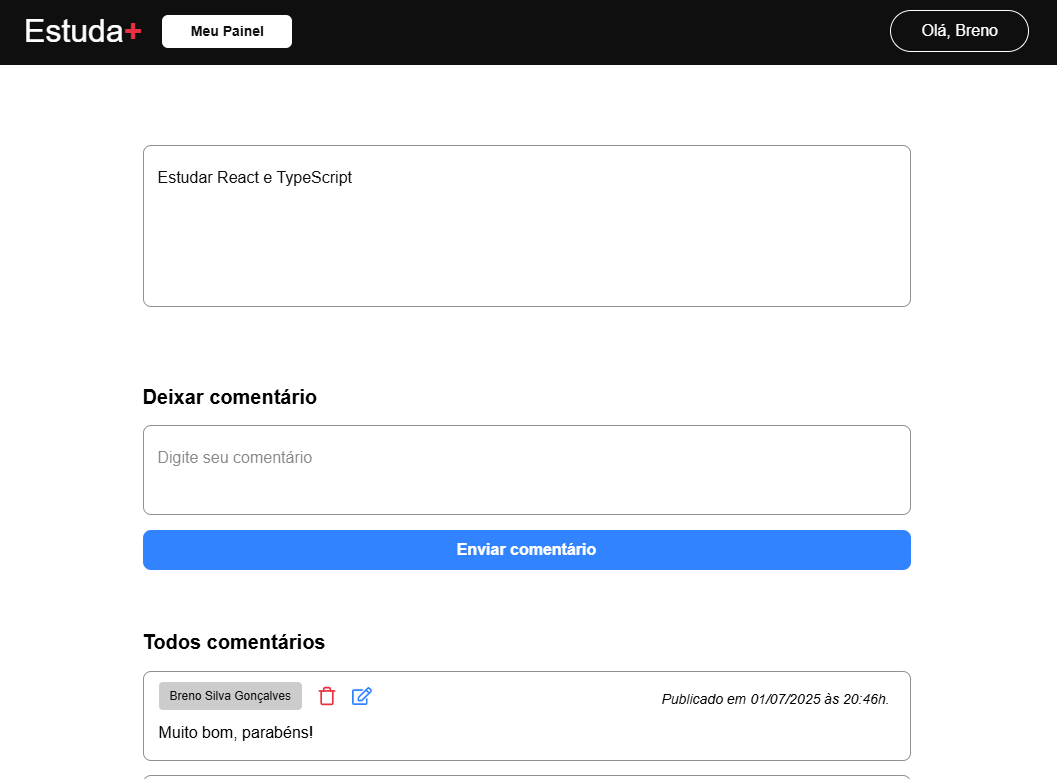 Estuda+
Meu Painel
Olá, Breno
Estudar React e TypeScript
Deixar comentário
Digite seu comentário
Enviar comentário
Todos comentários
Breno Silva Gonçalves
Publicado em 01/07/2025 às 20:46h.
Muito bom, parabéns!